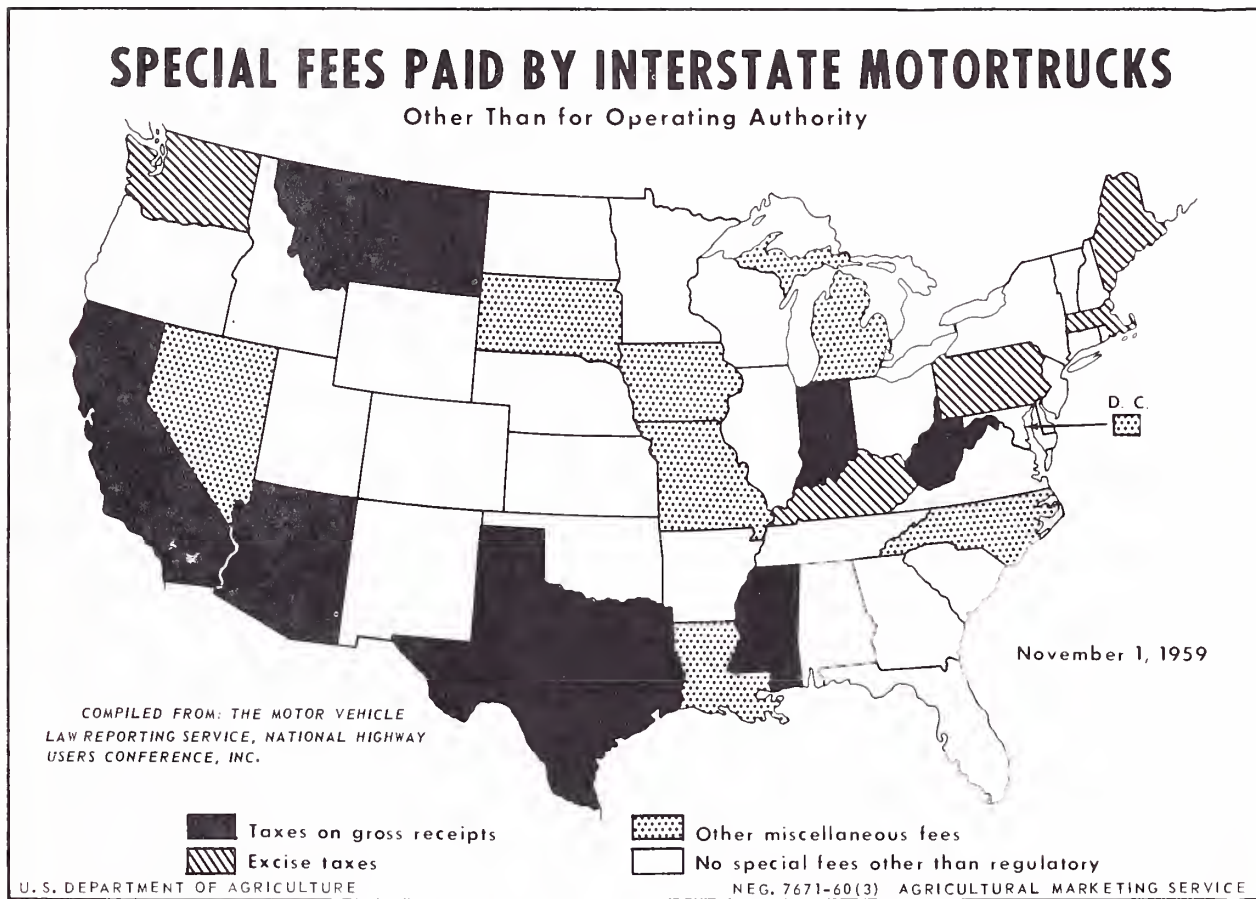 SPECIAL FEES PAID BY INTERSTATE MOTORTRUCKS
Other Than for Operating Authority
D. C.
November 1, 1959
COMPILED FROM: THE MOTOR VEHICLE
LAW REPORTING SERVICE, NATIONAL HIGHWAY
USERS CONFERENCE, INC.
Taxes on gross receipts
Other miscellaneous fees
Excise taxes
No special fees other than regulatory
U. S. DEPARTMENT OF AGRICULTURE
NEG. 7671-60(3) AGRICULTURAL MARKETING SERVICE